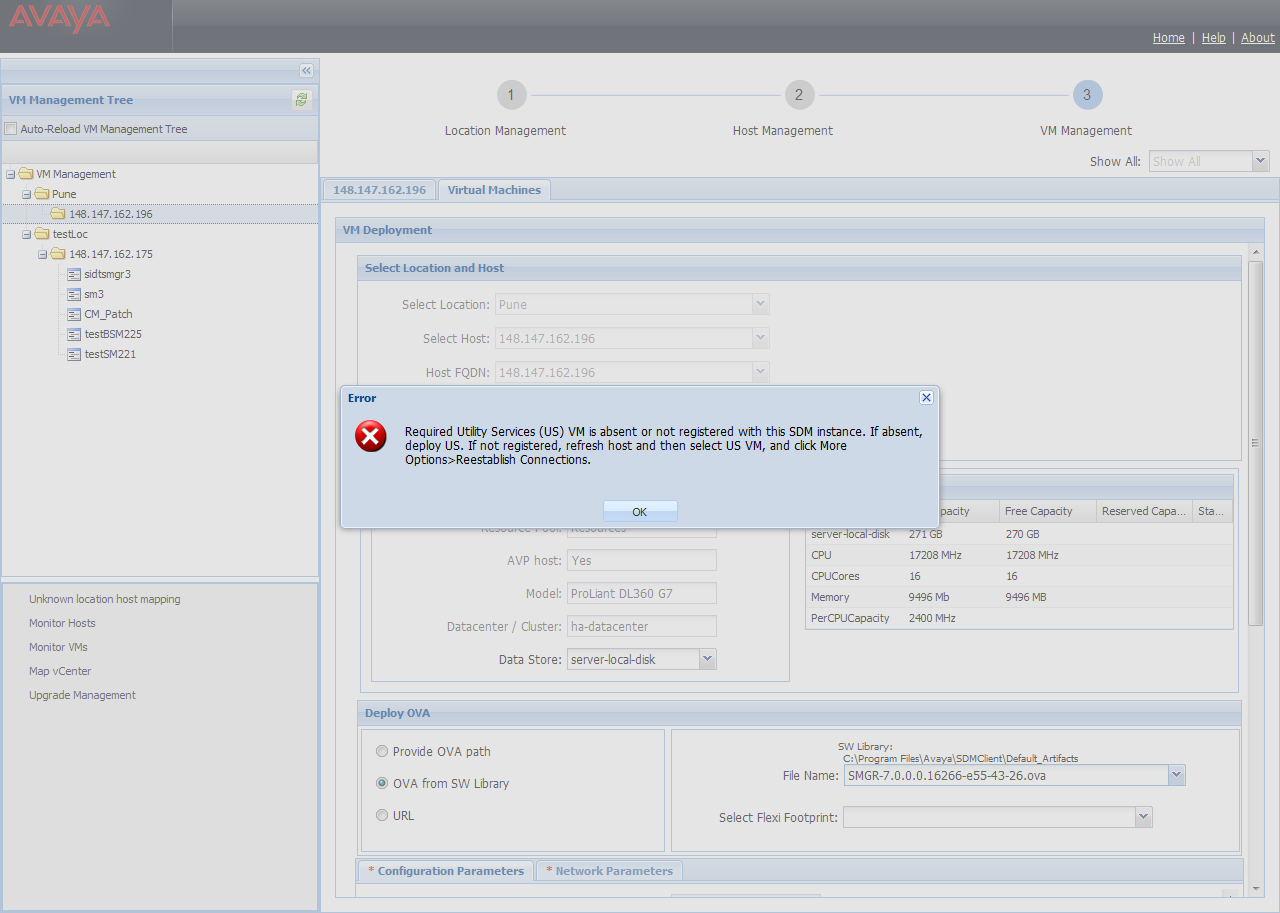 AVAYA
Home | Help | About
VM Management Tree
Auto-Reload VM Management Tree
VM Management
Pune
148.147.162.196
testLoc
148.147.162.175
sidtsmgr3
sm3
CM_Patch
testBSM225
testSM221
Unknown location host mapping
Monitor Hosts
Monitor VMs
Map vCenter
Upgrade Management
1 2 3
Location Management Host Management VM Management
Show All: Show All
148.147.162.196 Virtual Machines
VM Deployment
Select Location and Host
Select Location: Pune
Select Host: 148.147.162.196
Host FQDN: 148.147.162.196
Error
Required Utility Services (US) VM is absent or not registered with this SDM instance. If absent,
deploy US. If not registered, refresh host and then select US VM, and click More
Options>Reestablish Connections.
OK
Resource Pool: Resources
AVP host: Yes
Model: ProLiant DL360 G7
Datacenter / Cluster: ha-datacenter
Data Store: server-local-disk
pacity Free Capacity Reserved Capa... Sta...
server-local-disk 271 GB 270 GB
CPU 17208 MHz 17208 MHz
CPUCores 16 16
Memory 9496 Mb 9496 MB
PerCPUCapacity 2400 MHz
Deploy OVA
Provide OVA path
OVA from SW Library
URL
SW Library:
C:\Program Files\Avaya\SDMClient\Default_Artifacts
File Name: SMGR-7.0.0.0.16266-e55-43-26.ova
Select Flexi Footprint:
* Configuration Parameters * Network Parameters